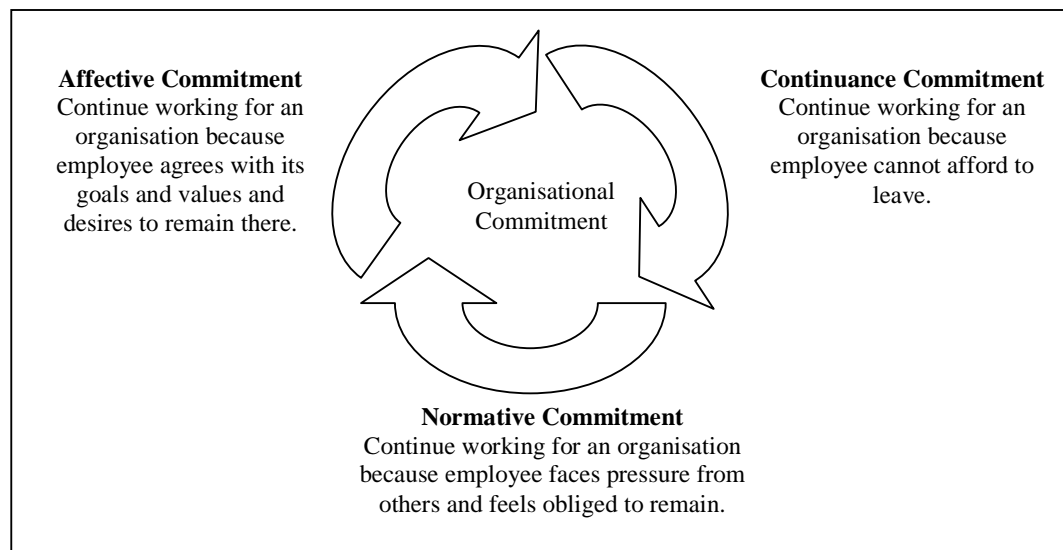 Affective Commitment
Continue working for an
organisation because
employee agrees with its
goals and values and
desires to remain there.
Continuance Commitment
Continue working for an
organisation because
employee cannot afford to
leave.
Organisational
Commitment
Normative Commitment
Continue working for an organisation
because employee faces pressure from
others and feels obliged to remain.